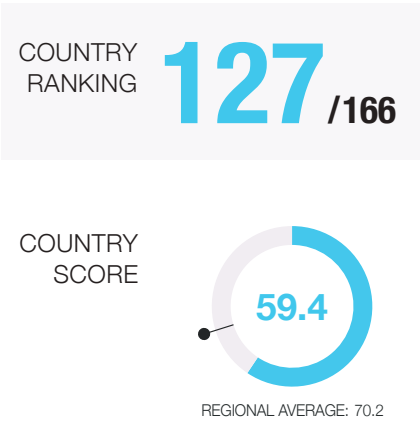 COUNTRY
RANKING
127/166
COUNTRY
SCORE
59.4
REGIONAL AVERAGE: 70.2